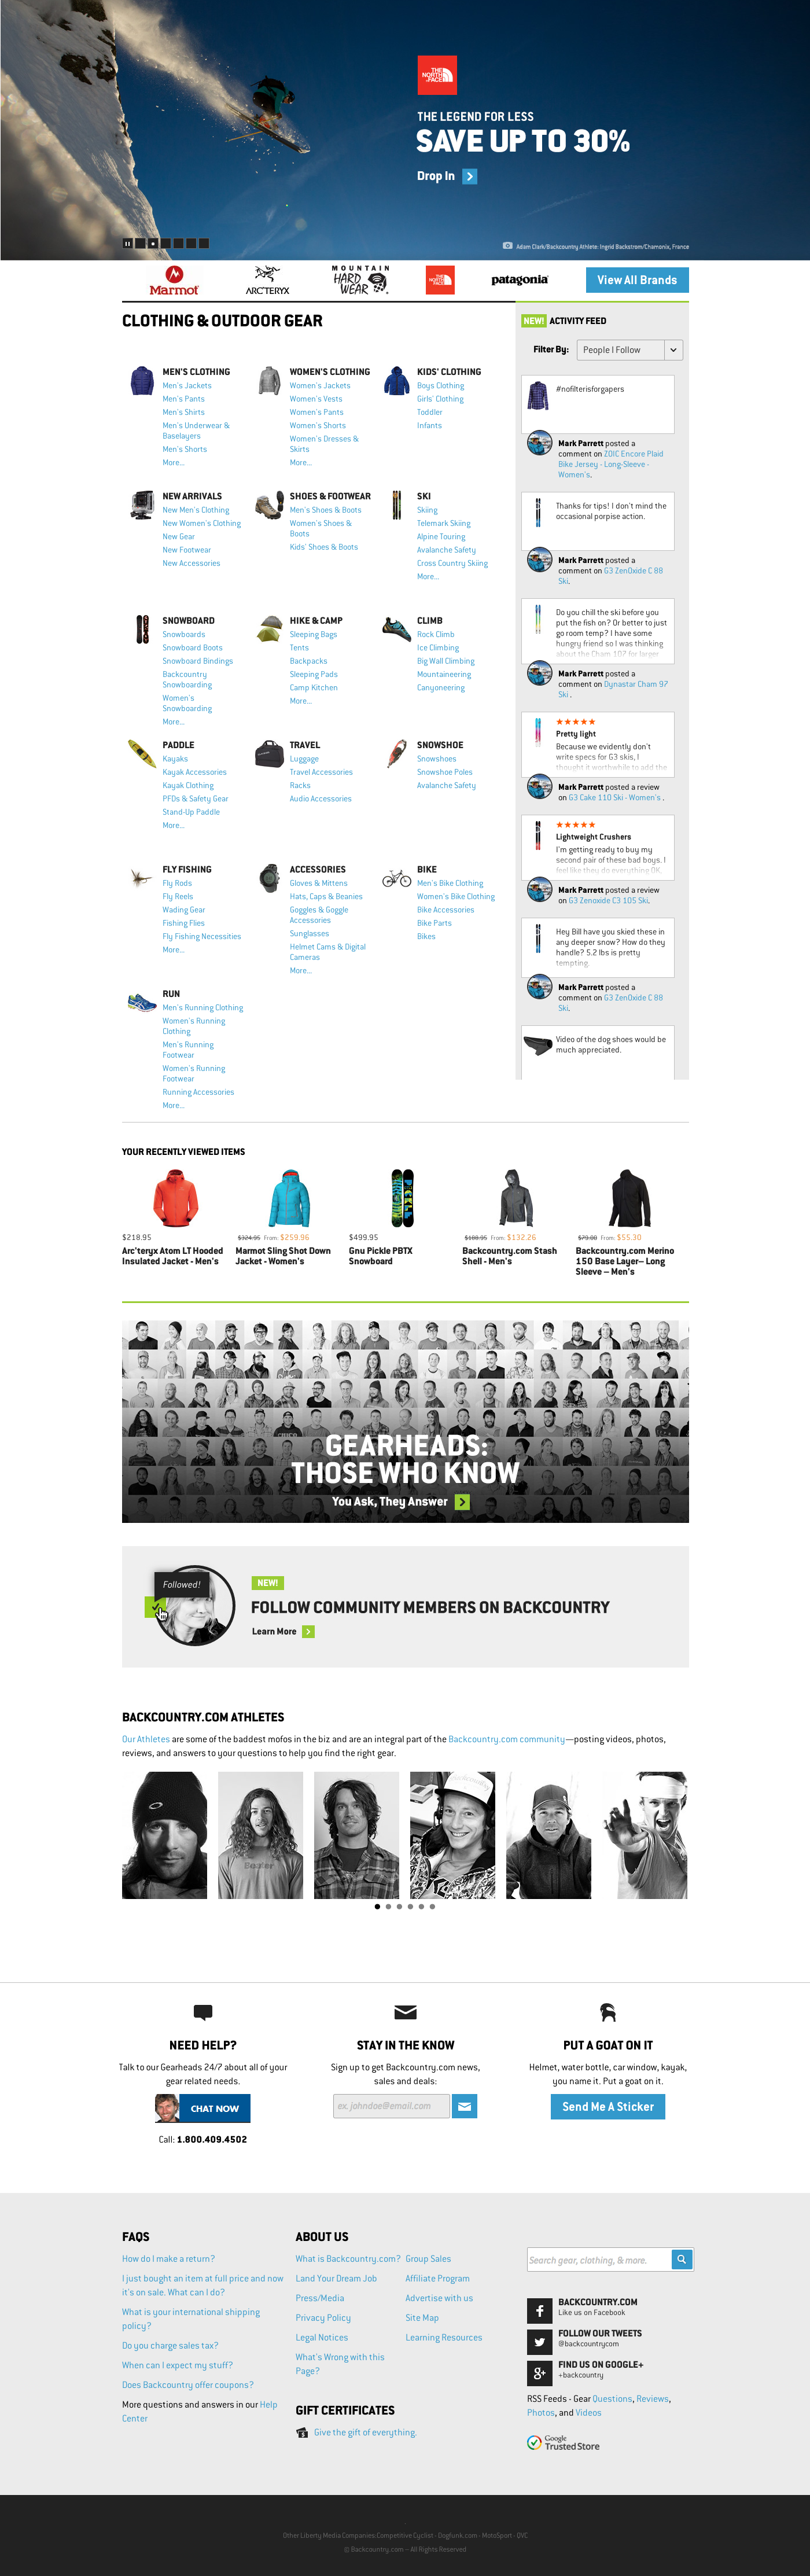 THE NORTH FACE
THE LEGEND FOR LESS
SAVE UP TO 30%
Drop In
Adam Clark/Backcountry Athlete: Ingrid Backstrom/Chamonix, France
Marmot
ARC'TERYX
MOUNTAIN
HARD
WEAR
THE NORTH FACE
patagonia
View All Brands
CLOTHING & OUTDOOR GEAR
MEN'S CLOTHING
Men's Jackets
Men's Pants
Men's Shirts
Men's Underwear &
Baselayers
Men's Shorts
More...
WOMEN'S CLOTHING
Women's Jackets
Women's Vests
Women's Pants
Women's Shorts
Women's Dresses &
Skirts
More...
KIDS' CLOTHING
Boys Clothing
Girls' Clothing
Toddler
Infants
NEW ARRIVALS
New Men's Clothing
New Women's Clothing
New Gear
New Footwear
New Accessories
SHOES & FOOTWEAR
Men's Shoes & Boots
Women's Shoes &
Boots
Kids' Shoes & Boots
SKI
Skiing
Telemark Skiing
Alpine Touring
Avalanche Safety
Cross Country Skiing
More...
SNOWBOARD
Snowboards
Snowboard Boots
Snowboard Bindings
Backcountry
Snowboarding
Women's
Snowboarding
More...
HIKE & CAMP
Sleeping Bags
Tents
Backpacks
Sleeping Pads
Camp Kitchen
More...
CLIMB
Rock Climb
Ice Climbing
Big Wall Climbing
Mountaineering
Canyoneering
PADDLE
Kayaks
Kayak Accessories
Kayak Clothing
PFDs & Safety Gear
Stand-Up Paddle
More...
TRAVEL
Luggage
Travel Accessories
Racks
Audio Accessories
SNOWSHOE
Snowshoes
Snowshoe Poles
Avalanche Safety
FLY FISHING
Fly Rods
Fly Reels
Wading Gear
Fishing Flies
Fly Fishing Necessities
More...
ACCESSORIES
Gloves & Mittens
Hats, Caps & Beanies
Goggles & Goggle
Accessories
Sunglasses
Helmet Cams & Digital
Cameras
More...
BIKE
Men's Bike Clothing
Women's Bike Clothing
Bike Accessories
Bike Parts
Bikes
RUN
Men's Running Clothing
Women's Running
Clothing
Men's Running
Footwear
Women's Running
Footwear
Running Accessories
More...
NEW! ACTIVITY FEED
Filter By: People I Follow
#nofilterisforgapers
Mark Parrett posted a
comment on ZOIC Encore Plaid
Bike Jersey - Long-Sleeve -
Women's.
Thanks for tips! I don't mind the
occasional porpise action.
Mark Parrett posted a
comment on G3 ZenOxide C 88
Ski.
Do you chill the ski before you
put the fish on? Or better to just
go room temp? I have some
hungry friend so I was thinking
about the Cham 107 for larger
Mark Parrett posted a
comment on Dynastar Cham 97
Ski .
Pretty light
Because we evidently don't
write specs for G3 skis, I
thought it worthwhile to add the
Mark Parrett posted a review
on G3 Cake 110 Ski - Women's .
Lightweight Crushers
I'm getting ready to buy my
second pair of these bad boys. I
feel like they do everything OK,
Mark Parrett posted a review
on G3 Zenoxide C3 105 Ski.
Hey Bill have you skied these in
any deeper snow? How do they
handle? 5.2 lbs is pretty
tempting.
Mark Parrett posted a
comment on G3 ZenOxide C 88
Ski.
Video of the dog shoes would be
much appreciated.
YOUR RECENTLY VIEWED ITEMS
$218.95
Arc'teryx Atom LT Hooded
Insulated Jacket - Men's
$324.95 From: $259.96
Marmot Sling Shot Down
Jacket - Women's
$499.95
Gnu Pickle PBTX
Snowboard
$188.95 From: $132.26
Backcountry.com Stash
Shell - Men's
$79.00 From: $55.30
Backcountry.com Merino
150 Base Layer– Long
Sleeve – Men's
GEARHEADS:
THOSE WHO KNOW
You Ask, They Answer
Followed!
NEW!
FOLLOW COMMUNITY MEMBERS ON BACKCOUNTRY
Learn More
BACKCOUNTRY.COM ATHLETES
Our Athletes are some of the baddest mofos in the biz and are an integral part of the Backcountry.com community—posting videos, photos,
reviews, and answers to your questions to help you find the right gear.
NEED HELP?
Talk to our Gearheads 24/7 about all of your
gear related needs.
CHAT NOW
Call: 1.800.409.4502
STAY IN THE KNOW
Sign up to get Backcountry.com news,
sales and deals:
ex. johndoe@email.com
PUT A GOAT ON IT
Helmet, water bottle, car window, kayak,
you name it. Put a goat on it.
Send Me A Sticker
FAQS
How do I make a return?
I just bought an item at full price and now
it's on sale. What can I do?
What is your international shipping
policy?
Do you charge sales tax?
When can I expect my stuff?
Does Backcountry offer coupons?
More questions and answers in our Help
Center
ABOUT US
What is Backcountry.com?
Land Your Dream Job
Press/Media
Privacy Policy
Legal Notices
What's Wrong with this
Page?
Group Sales
Affiliate Program
Advertise with us
Site Map
Learning Resources
GIFT CERTIFICATES
Give the gift of everything.
Search gear, clothing, & more.
BACKCOUNTRY.COM
Like us on Facebook
FOLLOW OUR TWEETS
@backcountrycom
FIND US ON GOOGLE+
+backcountry
RSS Feeds - Gear Questions, Reviews,
Photos, and Videos
Google
Trusted Store
Other Liberty Media Companies:Competitive Cyclist - Dogfunk.com - MotoSport - QVC
© Backcountry.com – All Rights Reserved